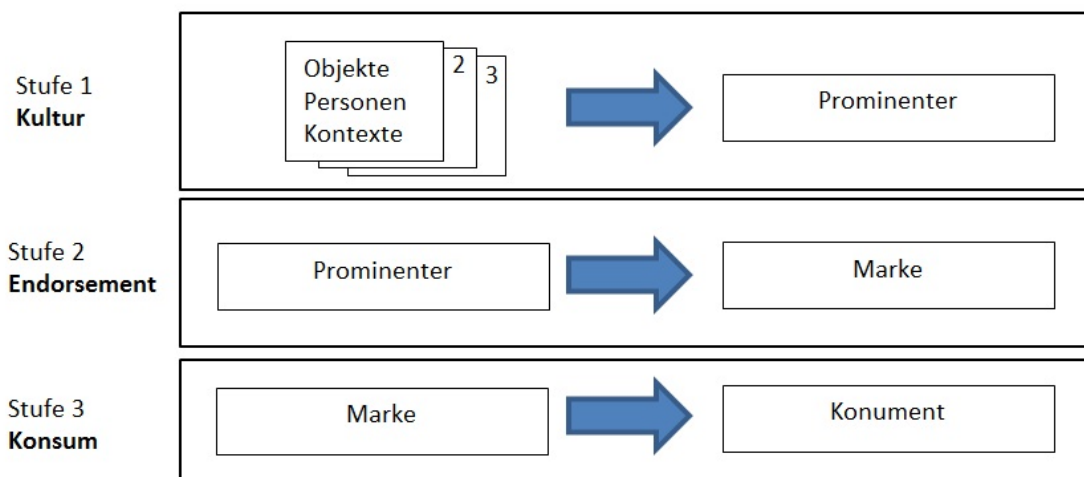 Stufe 1
Kultur
Objekte
Personen
Kontexte
2
3
Prominenter
Stufe 2
Endorsement
Prominenter
Marke
Stufe 3
Konsum
Marke
Konument